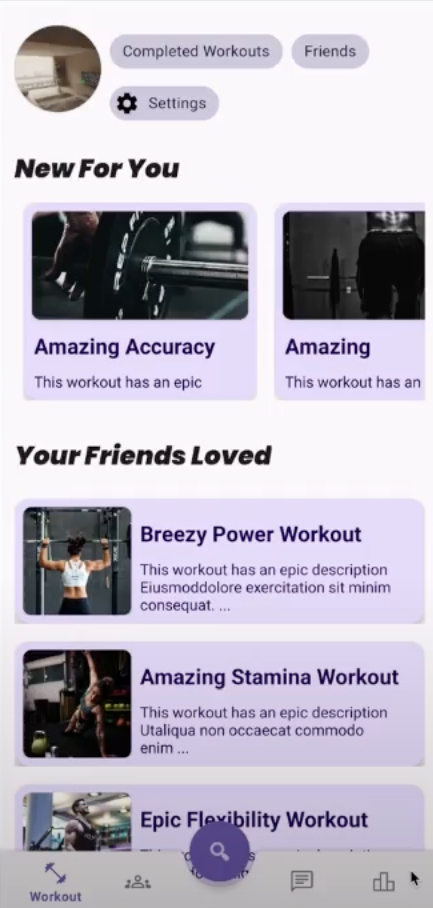 Completed Workouts
Friends
Settings
New For You
Amazing Accuracy
This workout has an epic
Amazing
This workout has an
Your Friends Loved
Breezy Power Workout
This workout has an epic description
Eiusmoddolore exercitation sit minim
consequat. ...
Amazing Stamina Workout
This workout has an epic description
Utaliqua non occaecat commodo
enim ...
Epic Flexibility Workout
Workout